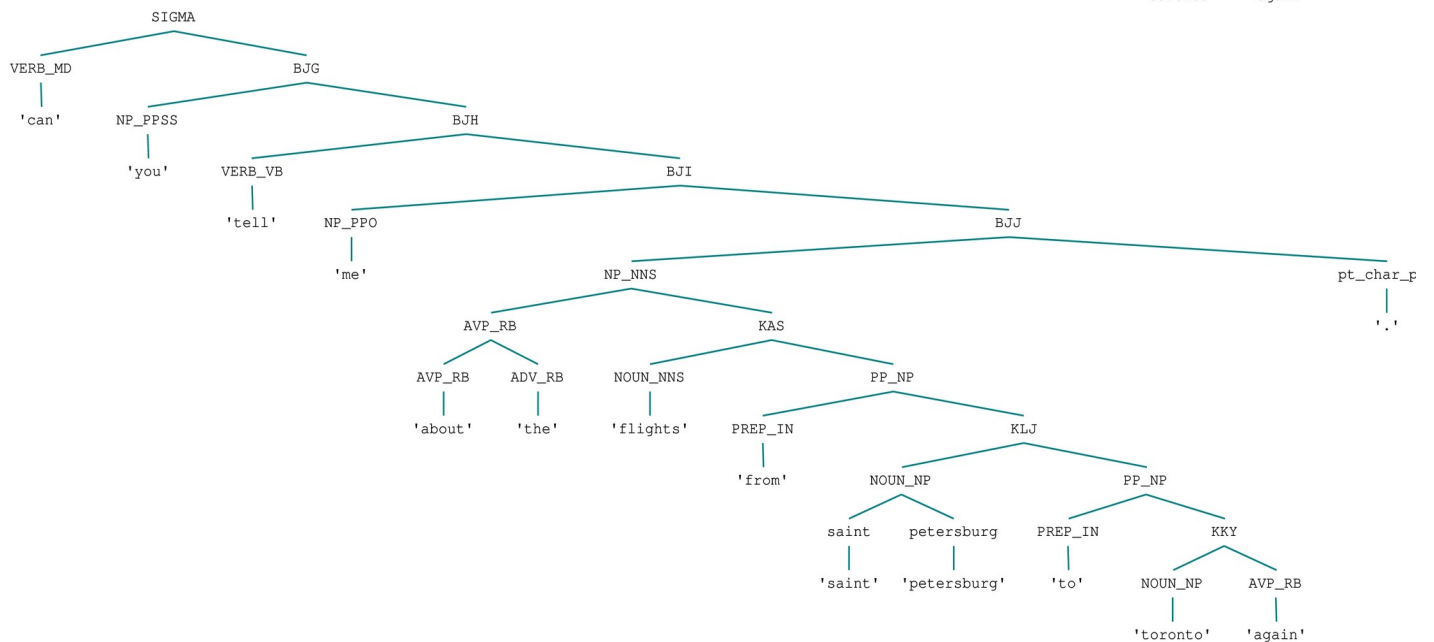 SIGMA
VERB_MD BJG
'can' NP_PPSS BJH
'you' VERB_VB BJI
'tell' NP_PPO BJJ
'me' NP_NNS pt_char_p
AVP_RB KAS '.'
AVP_RB ADV_RB NOUN_NNS PP_NP
'about' 'the' 'flights' PREP_IN KLJ
'from' NOUN_NP PP_NP
saint petersburg PREP_IN KKY
'saint' 'petersburg' 'to' NOUN_NP AVP_RB
'toronto' 'again'